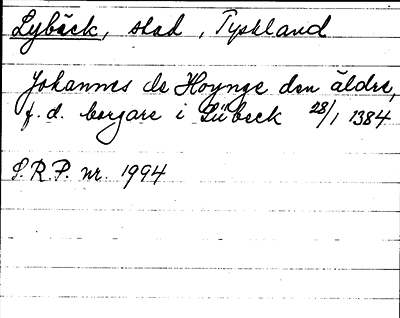 Lybäck, stad, Tyskland
Johannes de Hoynge den äldre,
f.d. borgare i Lübeck 28/1 1384
S.R.P. nr. 1994